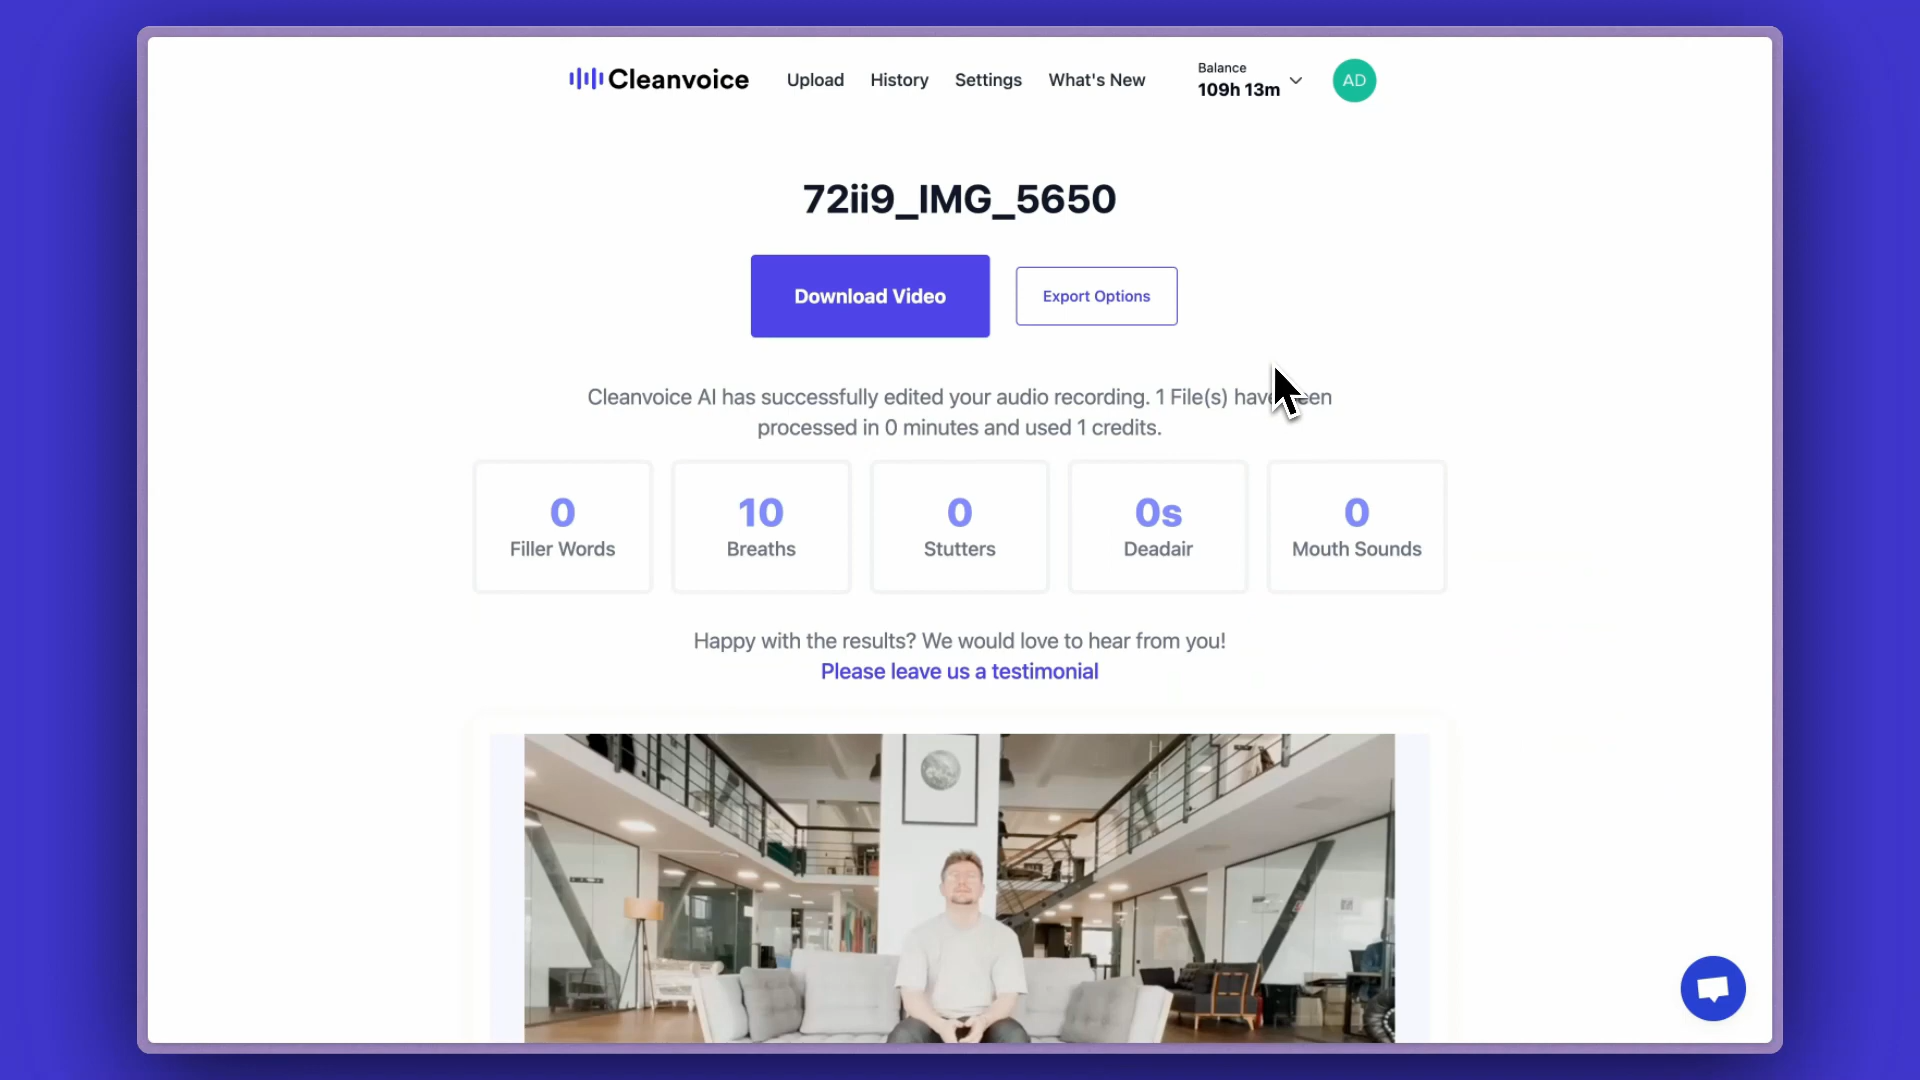 Cleanvoice
Upload
History
Settings
What's New
Balance
109h 13m
AD
72ii9_IMG_5650
Download Video
Export Options
Cleanvoice AI has successfully edited your audio recording. 1 File(s) have been
processed in 0 minutes and used 1 credits.
0
Filler Words
10
Breaths
0
Stutters
0s
Deadair
0
Mouth Sounds
Happy with the results? We would love to hear from you!
Please leave us a testimonial